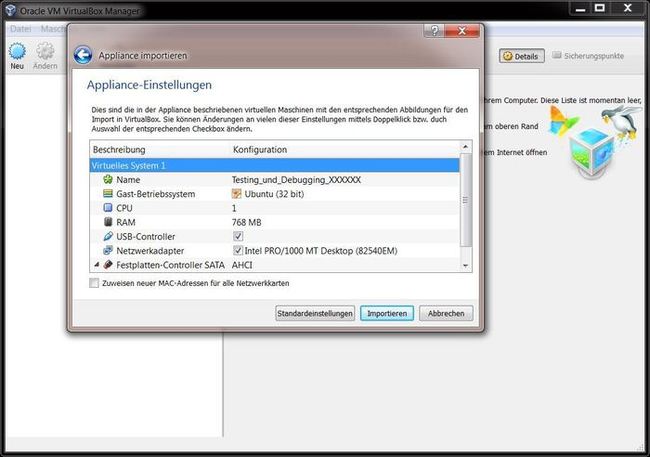 Oracle VM VirtualBox Manager
Datei Masch
Neu Ändern
Details Sicherungspunkte
hrem Computer. Diese Liste ist momentan leer,
m oberen Rand
em Internet öffnen
Appliance importieren
Appliance-Einstellungen
Dies sind die in der Appliance beschriebenen virtuellen Maschinen mit den entsprechenden Abbildungen für den
Import in VirtualBox. Sie können Änderungen an vielen dieser Einstellungen mittels Doppelklick bzw. duch
Auswahl der entsprechenden Checkbox ändern.
Beschreibung Konfiguration
Virtuelles System 1
Name Testing_und_Debugging_XXXXXX
Gast-Betriebssystem Ubuntu (32 bit)
CPU 1
RAM 768 MB
USB-Controller
Netzwerkadapter Intel PRO/1000 MT Desktop (82540EM)
Festplatten-Controller SATA AHCI
Zuweisen neuer MAC-Adressen für alle Netzwerkkarten
Standardeinstellungen Importieren Abbrechen